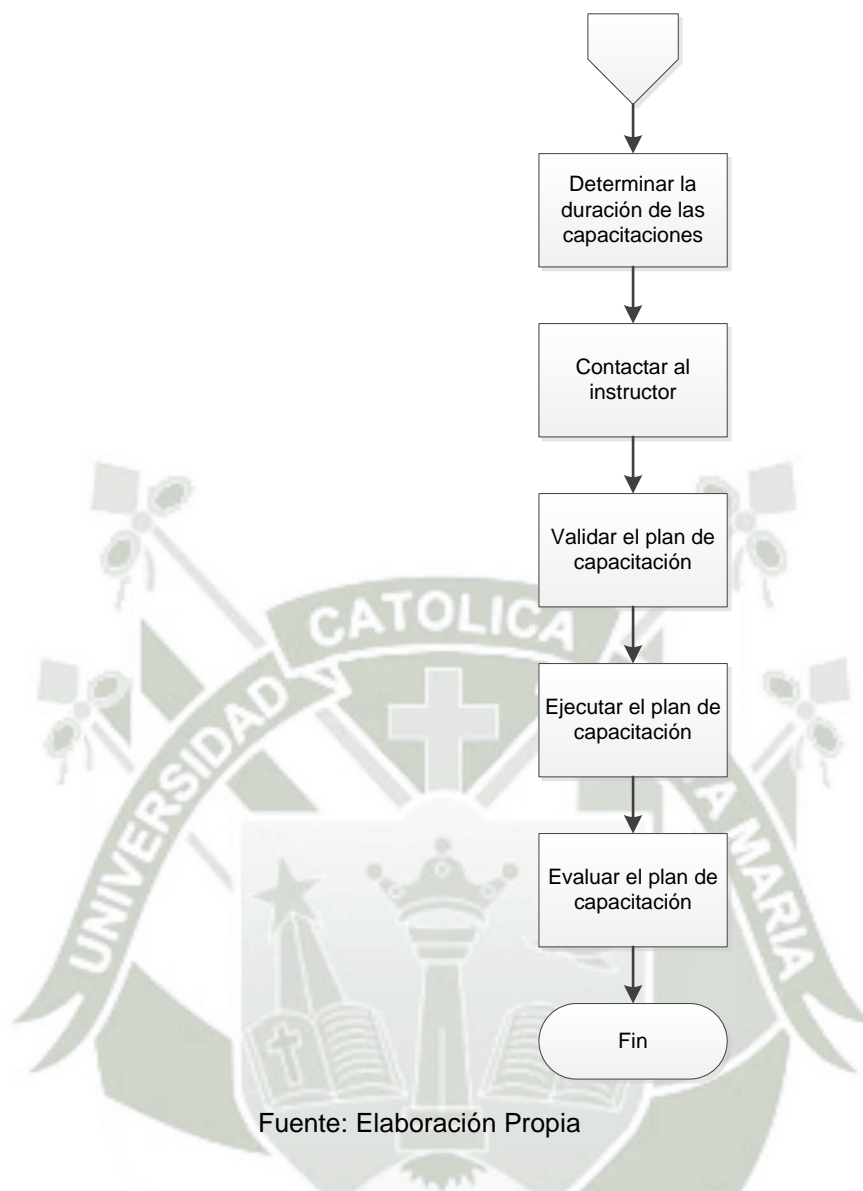 Determinar la
duración de las
capacitaciones
Contactar al
instructor
Validar el plan de
capacitación
Ejecutar el plan de
capacitación
Evaluar el plan de
capacitación
Fin
UNIVERSIDAD CATOLICA MARIA
Fuente: Elaboración Propia